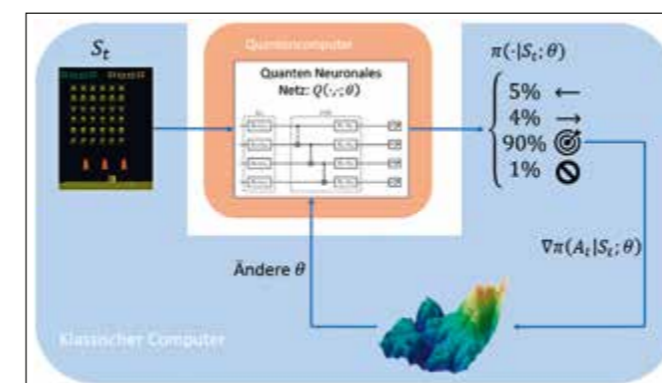 S_t
Quantencomputer
Quanten Neuronales
Netz: Q(·,·;θ)
π(·|S_t; θ)
5% ←
4% →
90%
1%
∇π(A_t|S_t; θ)
Ändere θ
Klassischer Computer